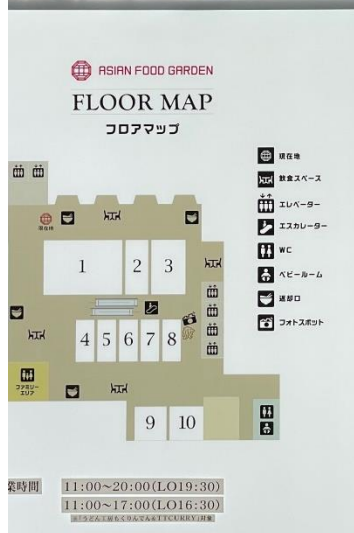 ASIAN FOOD GARDEN
FLOOR MAP
フロアマップ
現在地
飲食スペース
エレベーター
エスカレーター
WC
ベビールーム
返却口
フォトスポット
現在地
1 2 3
4 5 6 7 8
ファミリー
エリア
9 10
業時間
11:00~20:00(LO19:30)
11:00~17:00(LO16:30)